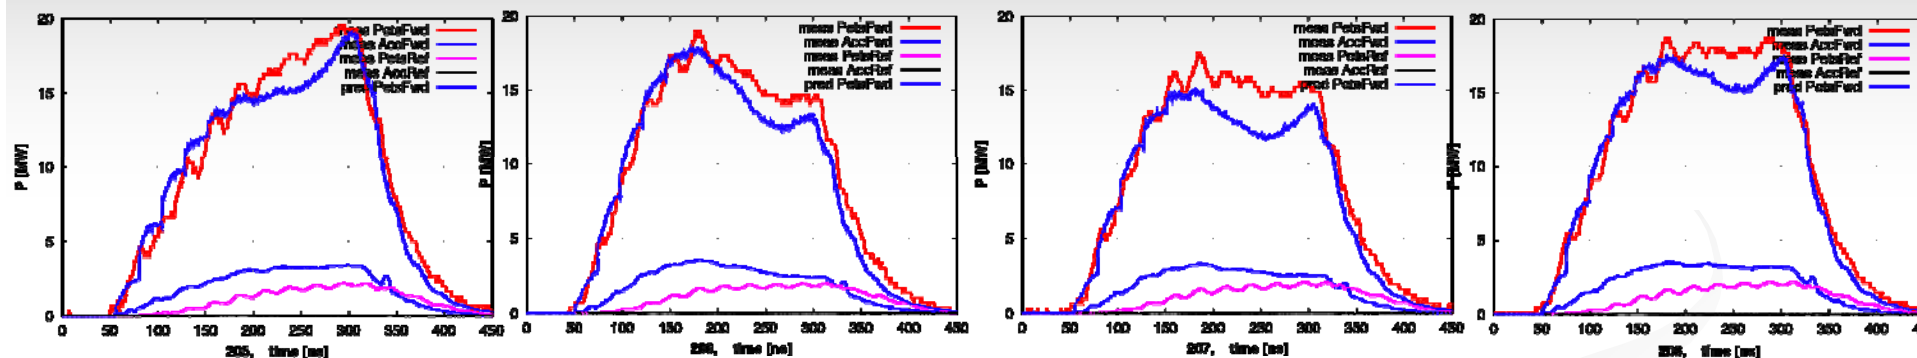 20
15
10
5
0
P [MW]
meas PetsFwd
meas AccFwd
meas PetsRef
meas AccRef
pred PetsFwd
0 50 100 150 200 250 300 350 400 450
205, time [ns]
20
15
10
5
0
P [MW]
meas PetsFwd
meas AccFwd
meas PetsRef
meas AccRef
pred PetsFwd
0 50 100 150 200 250 300 350 400 450
206, time [ns]
20
15
10
5
0
P [MW]
meas PetsFwd
meas AccFwd
meas PetsRef
meas AccRef
pred PetsFwd
0 50 100 150 200 250 300 350 400 450
207, time [ns]
20
15
10
5
0
P [MW]
meas PetsFwd
meas AccFwd
meas PetsRef
meas AccRef
pred PetsFwd
0 50 100 150 200 250 300 350 400
time [ns]